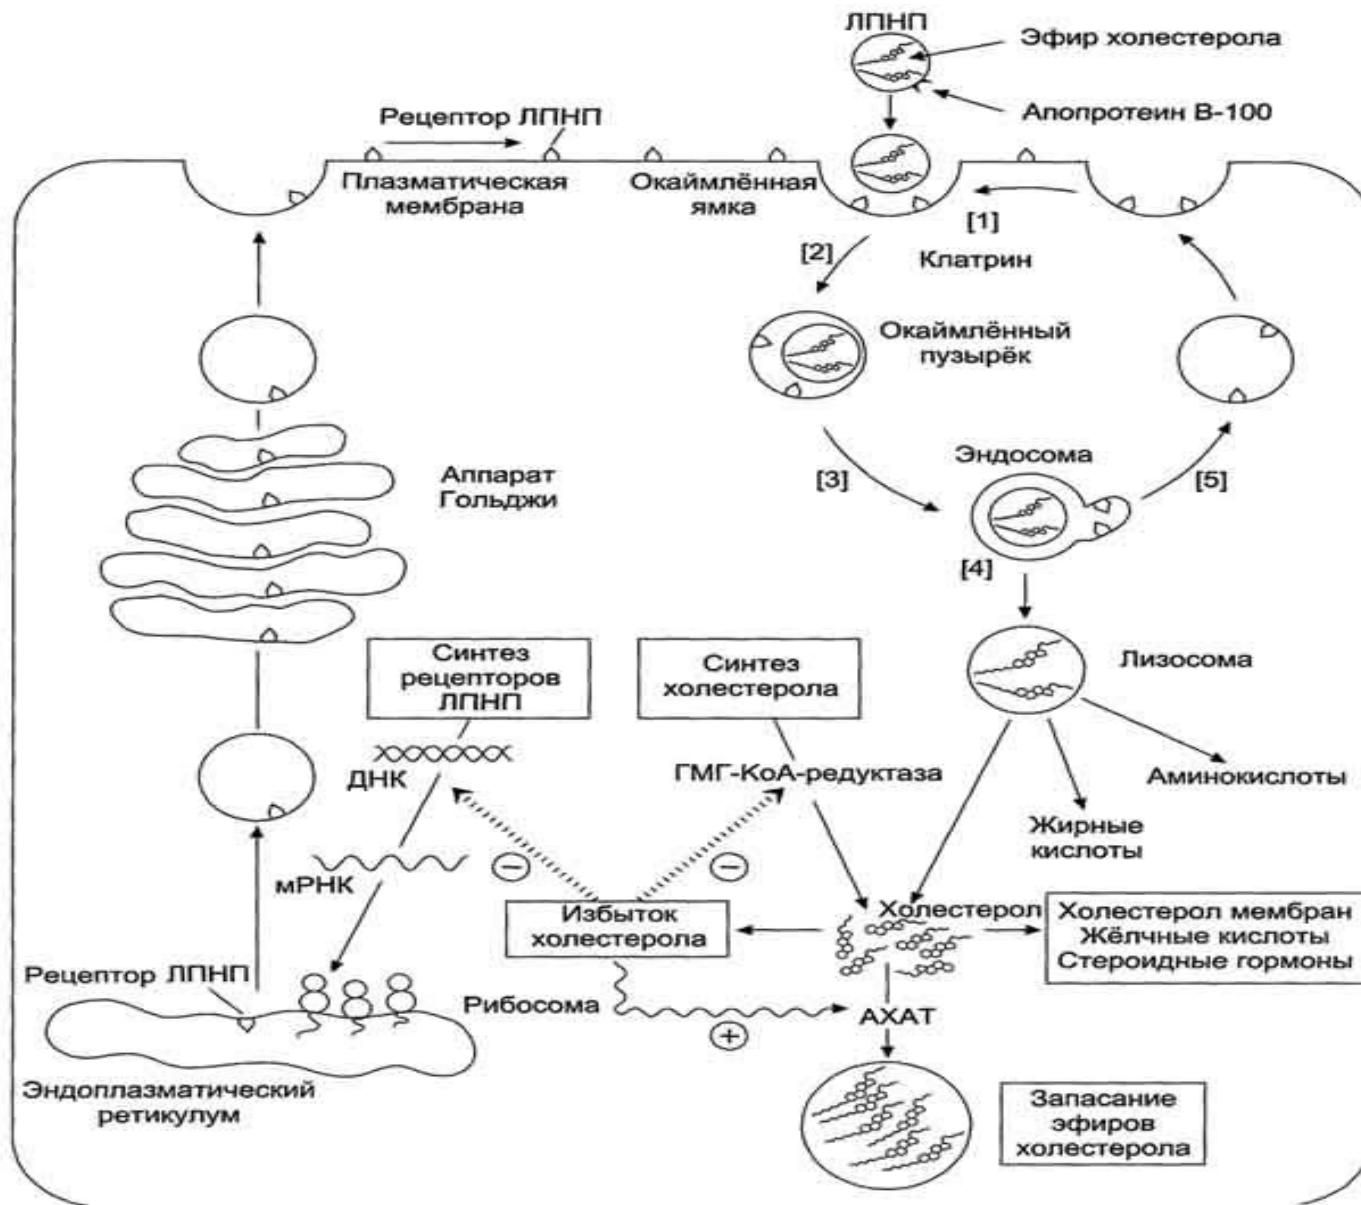 ЛПНП
Эфир холестерола
Апопротеин В-100
Рецептор ЛПНП
Плазматическая
мембрана
Окаймлённая
ямка
[1]
[2]
Клатрин
Окаймлённый
пузырёк
Эндосома
[3]
[5]
[4]
Аппарат
Гольджи
Лизосома
Синтез
рецепторов
ЛПНП
Синтез
холестерола
ДНК
ГМГ-КоА-редуктаза
Аминокислоты
Жирные
кислоты
мРНК
−
−
Избыток
холестерола
Холестерол
Холестерол мембран
Жёлчные кислоты
Стероидные гормоны
Рецептор ЛПНП
Рибосома
+
АХАТ
Эндоплазматический
ретикулум
Запасание
эфиров
холестерола